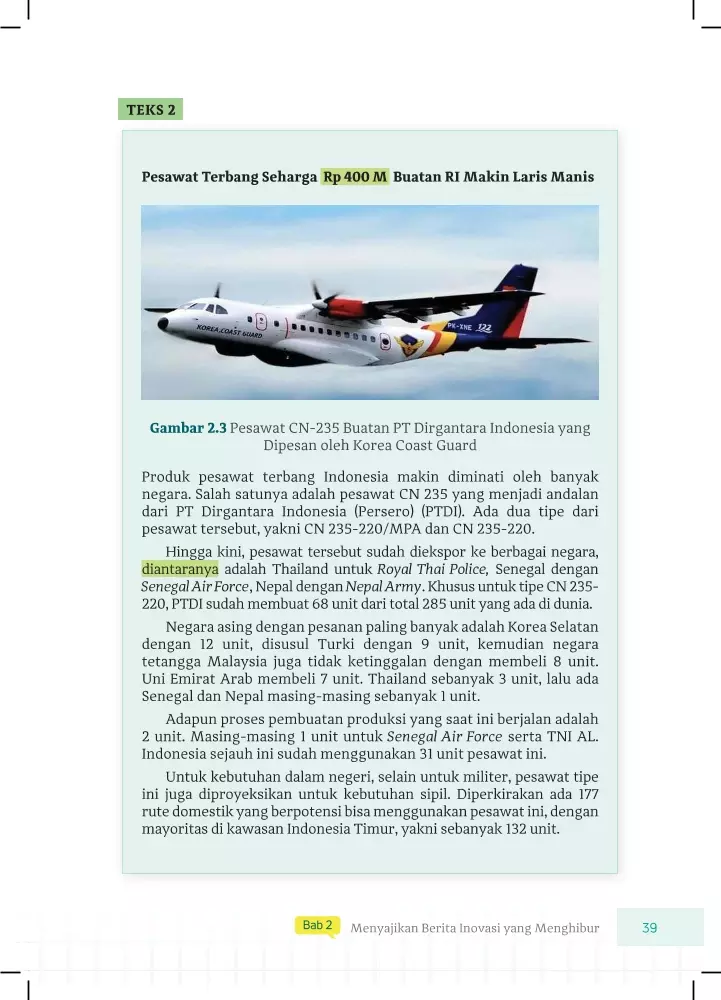 TEKS 2
Pesawat Terbang Seharga Rp 400 M Buatan RI Makin Laris Manis
KOREA COAST GUARD
PK-XNE 122
Gambar 2.3 Pesawat CN-235 Buatan PT Dirgantara Indonesia yang
Dipesan oleh Korea Coast Guard
Produk pesawat terbang Indonesia makin diminati oleh banyak
negara. Salah satunya adalah pesawat CN 235 yang menjadi andalan
dari PT Dirgantara Indonesia (Persero) (PTDI). Ada dua tipe dari
pesawat tersebut, yakni CN 235-220/MPA dan CN 235-220.
Hingga kini, pesawat tersebut sudah diekspor ke berbagai negara,
diantaranya adalah Thailand untuk Royal Thai Police, Senegal dengan
Senegal Air Force, Nepal dengan Nepal Army. Khusus untuk tipe CN 235-
220, PTDI sudah membuat 68 unit dari total 285 unit yang ada di dunia.
Negara asing dengan pesanan paling banyak adalah Korea Selatan
dengan 12 unit, disusul Turki dengan 9 unit, kemudian negara
tetangga Malaysia juga tidak ketinggalan dengan membeli 8 unit.
Uni Emirat Arab membeli 7 unit. Thailand sebanyak 3 unit, lalu ada
Senegal dan Nepal masing-masing sebanyak 1 unit.
Adapun proses pembuatan produksi yang saat ini berjalan adalah
2 unit. Masing-masing 1 unit untuk Senegal Air Force serta TNI AL.
Indonesia sejauh ini sudah menggunakan 31 unit pesawat ini.
Untuk kebutuhan dalam negeri, selain untuk militer, pesawat tipe
ini juga diproyeksikan untuk kebutuhan sipil. Diperkirakan ada 177
rute domestik yang berpotensi bisa menggunakan pesawat ini, dengan
mayoritas di kawasan Indonesia Timur, yakni sebanyak 132 unit.
Bab 2 Menyajikan Berita Inovasi yang Menghibur 39